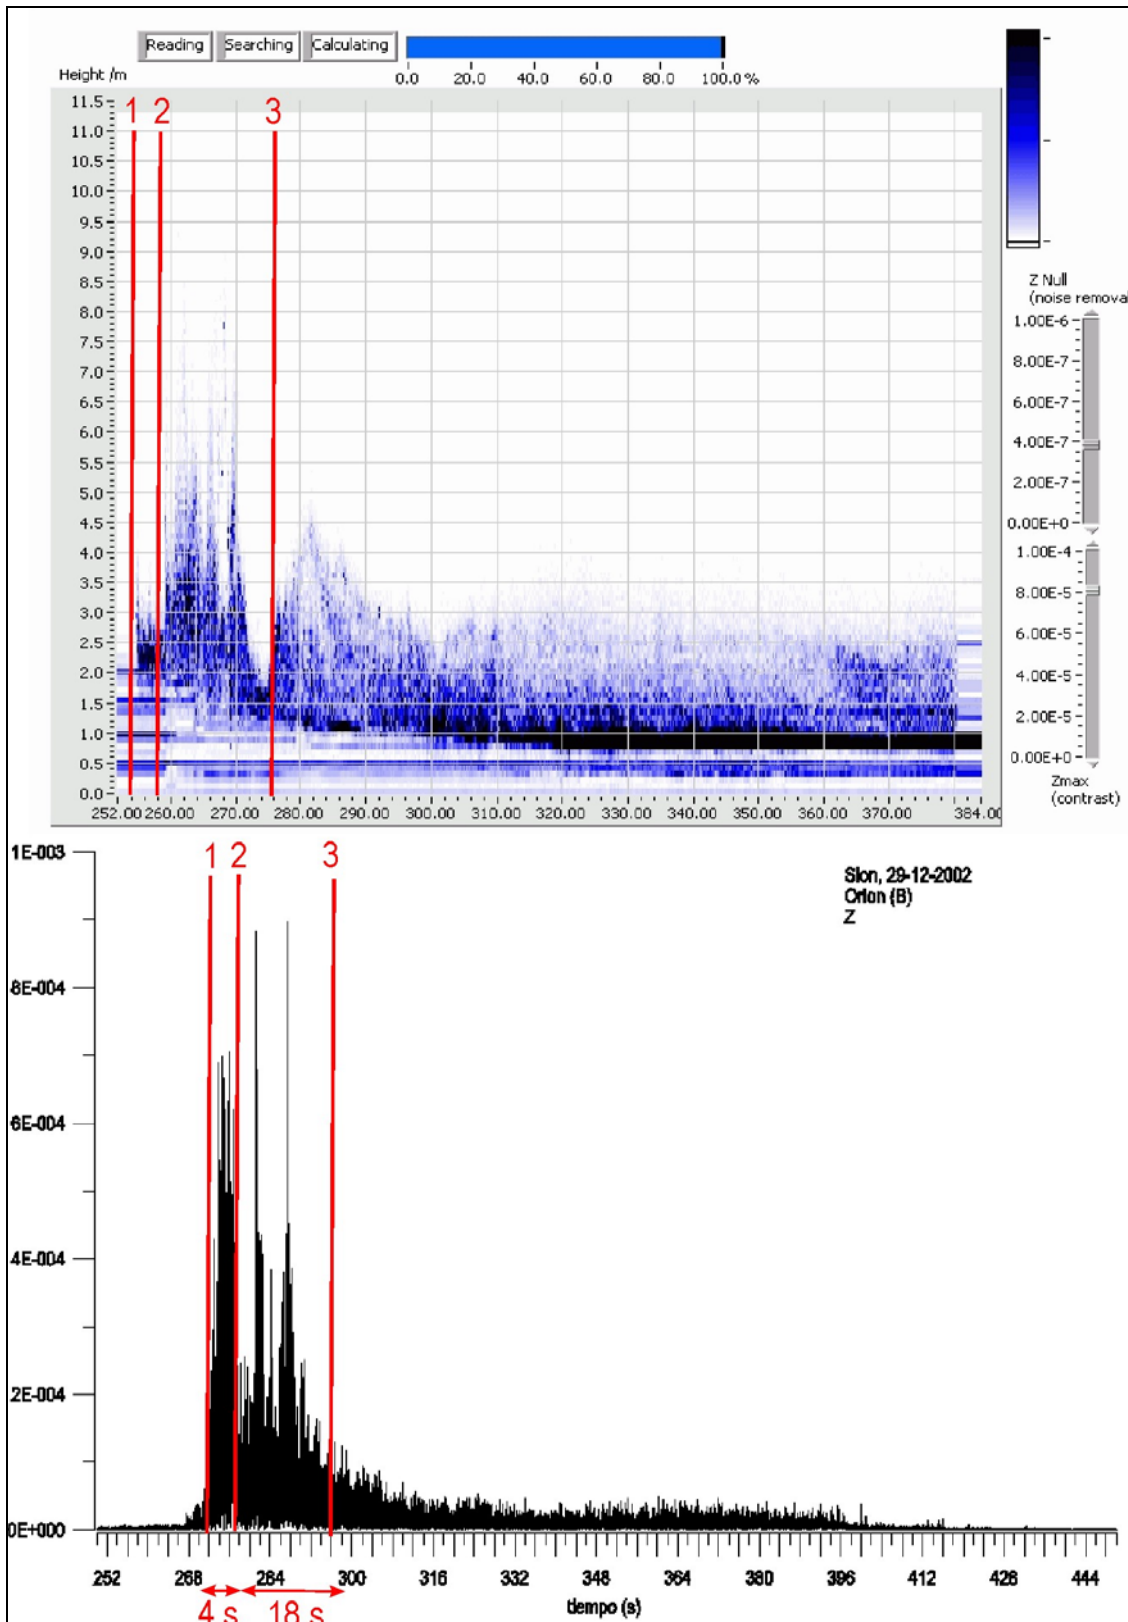 Reading Searching Calculating
0.0 20.0 40.0 60.0 80.0 100.0 %
Height /m
1 2 3
11.5
11.0
10.5
10.0
9.5
9.0
8.5
8.0
7.5
7.0
6.5
6.0
5.5
5.0
4.5
4.0
3.5
3.0
2.5
2.0
1.5
1.0
0.5
0.0
252.00 260.00 270.00 280.00 290.00 300.00 310.00 320.00 330.00 340.00 350.00 360.00 370.00 384.00
Z Null
(noise removal
1.00E-6
8.00E-7
6.00E-7
4.00E-7
2.00E-7
0.00E+0
1.00E-4
8.00E-5
6.00E-5
4.00E-5
2.00E-5
0.00E+0
Zmax
(contrast)
1 2 3
Sion, 29-12-2002
Orion (B)
Z
1E-003
8E-004
6E-004
4E-004
2E-004
0E+000
252 268 284 300 316 332 348 364 380 396 412 428 444
4 s 18 s
tiempo (s)